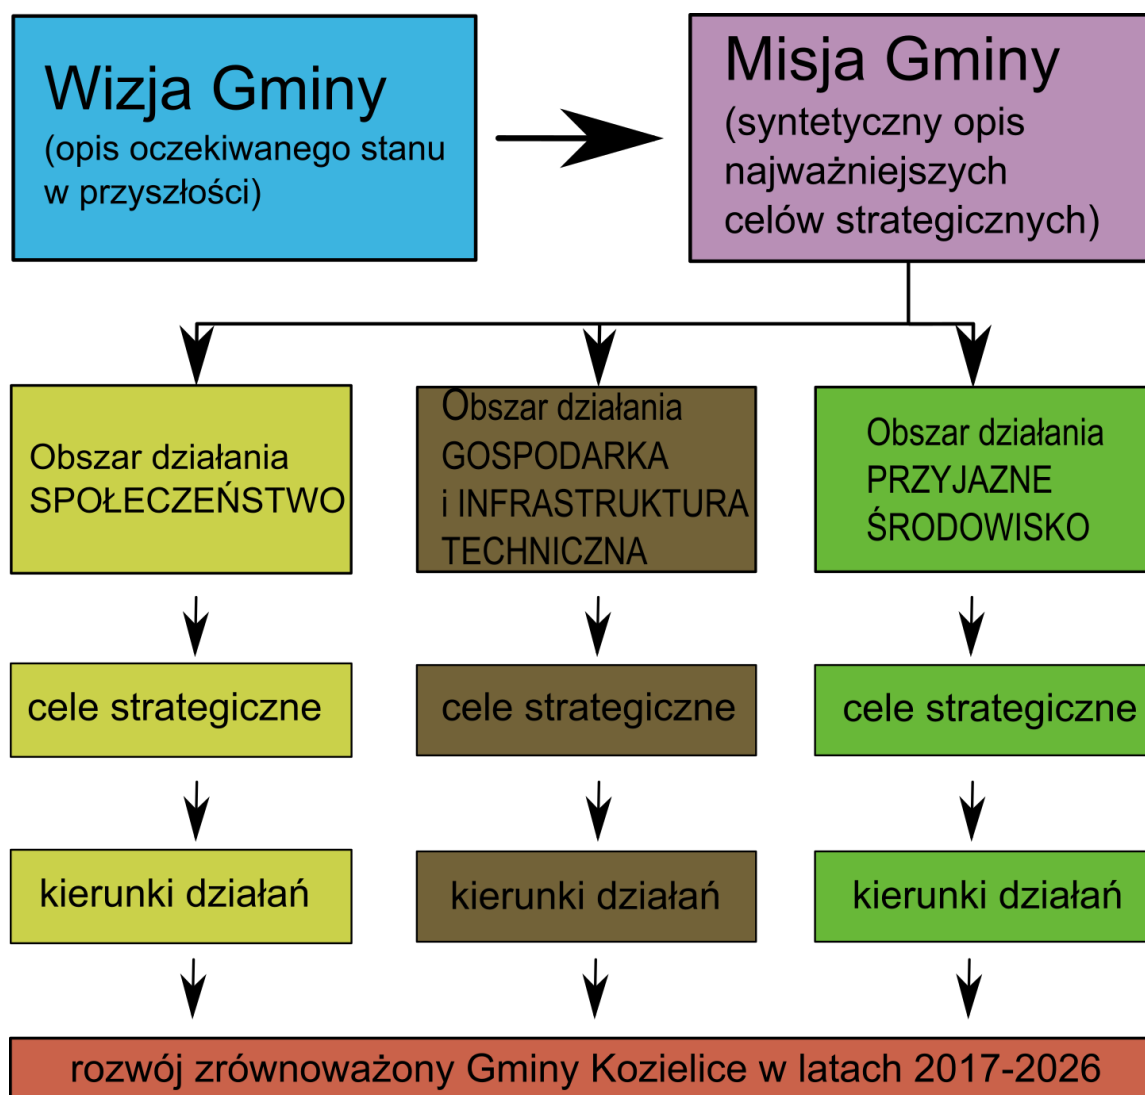 Wizja Gminy
(opis oczekiwanego stanu
w przyszłości)
Misja Gminy
(syntetyczny opis
najważniejszych
celów strategicznych)
Obszar działania
SPOŁECZEŃSTWO
Obszar działania
GOSPODARKA
i INFRASTRUKTURA
TECHNICZNA
Obszar działania
PRZYJAZNE
ŚRODOWISKO
cele strategiczne
cele strategiczne
cele strategiczne
kierunki działań
kierunki działań
kierunki działań
rozwój zrównoważony Gminy Kozielice w latach 2017-2026